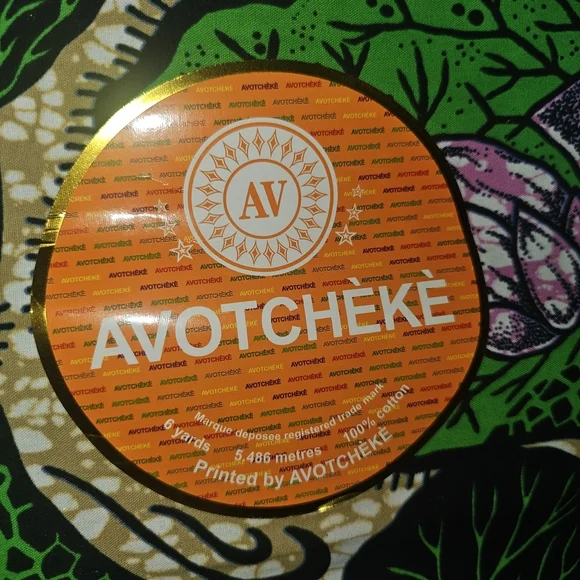 AV
AVOTCHÈKÈ
Marque deposee registered trade mark
6 yards 5.486 metres 100% cotton
Printed by AVOTCHÈKÈ